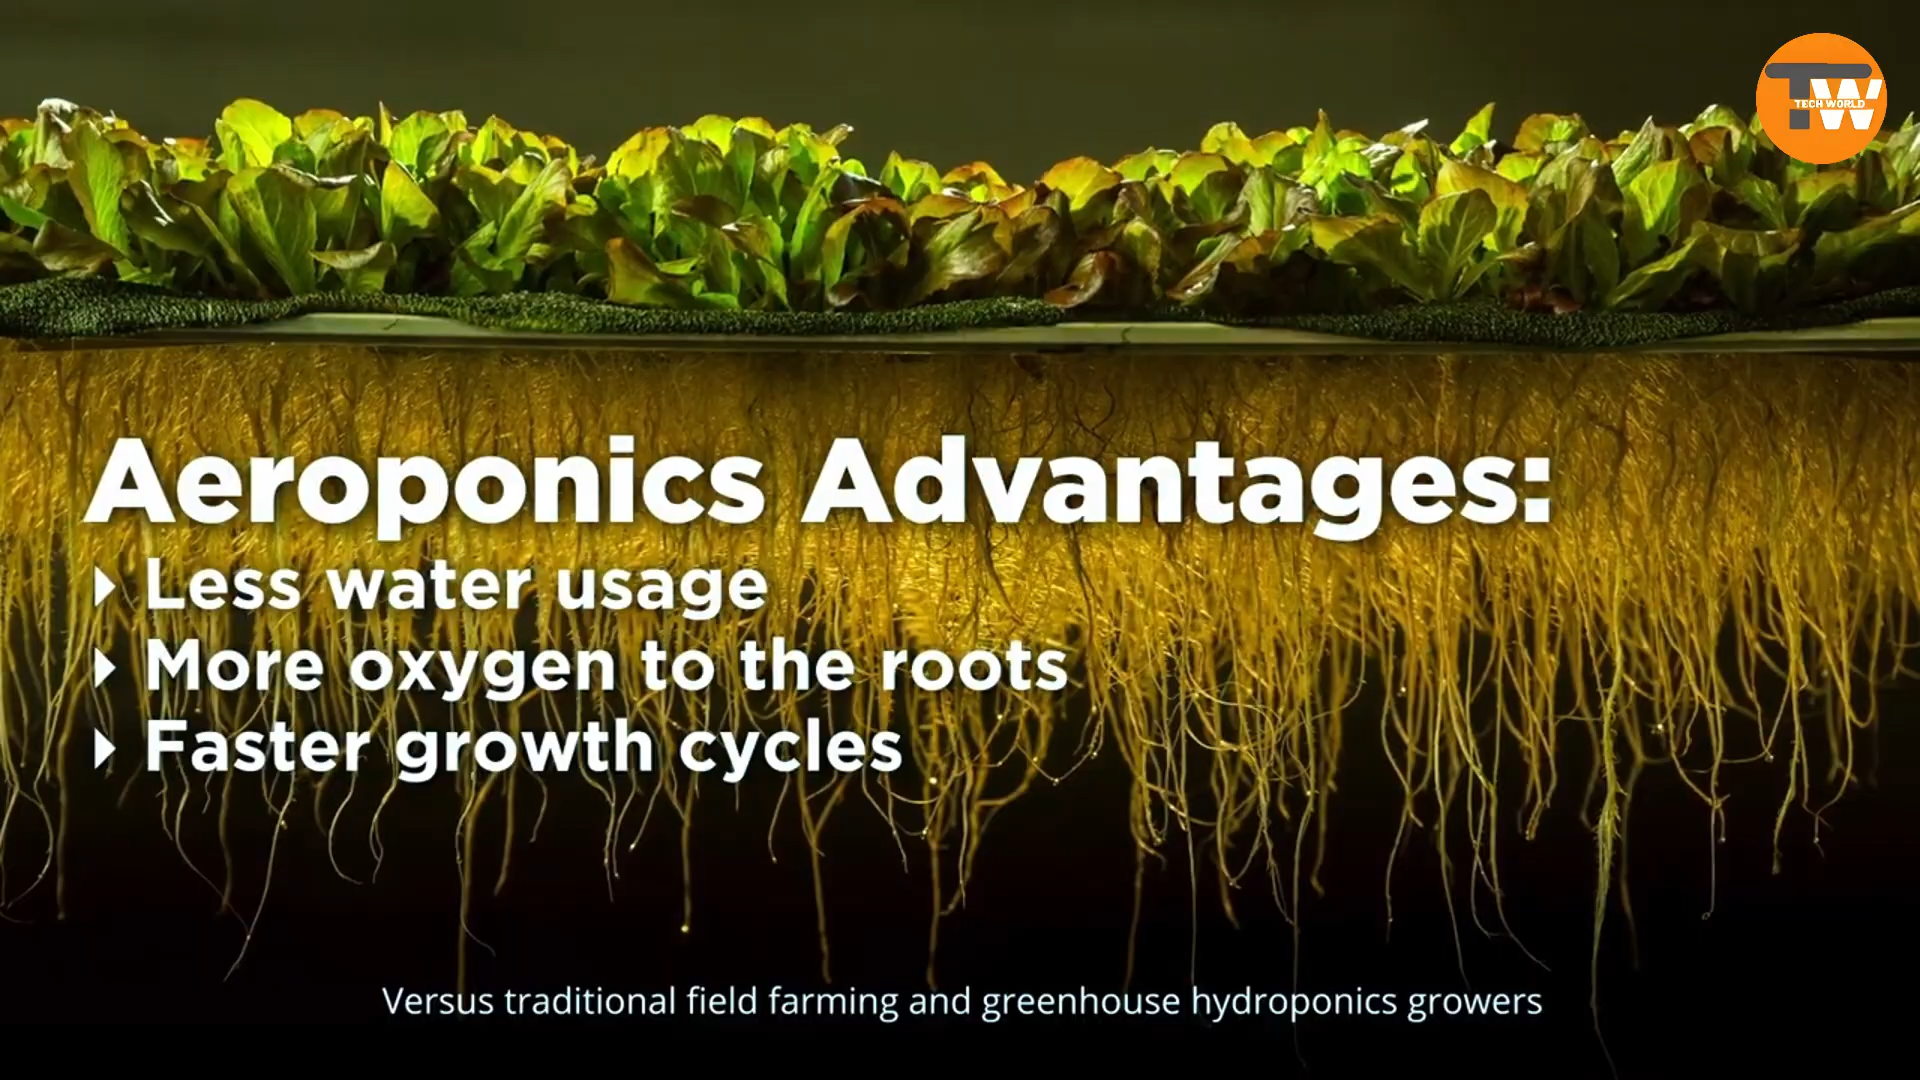 TW
TECH WORLD
Aeroponics Advantages:
Less water usage
More oxygen to the roots
Faster growth cycles
Versus traditional field farming and greenhouse hydroponics growers